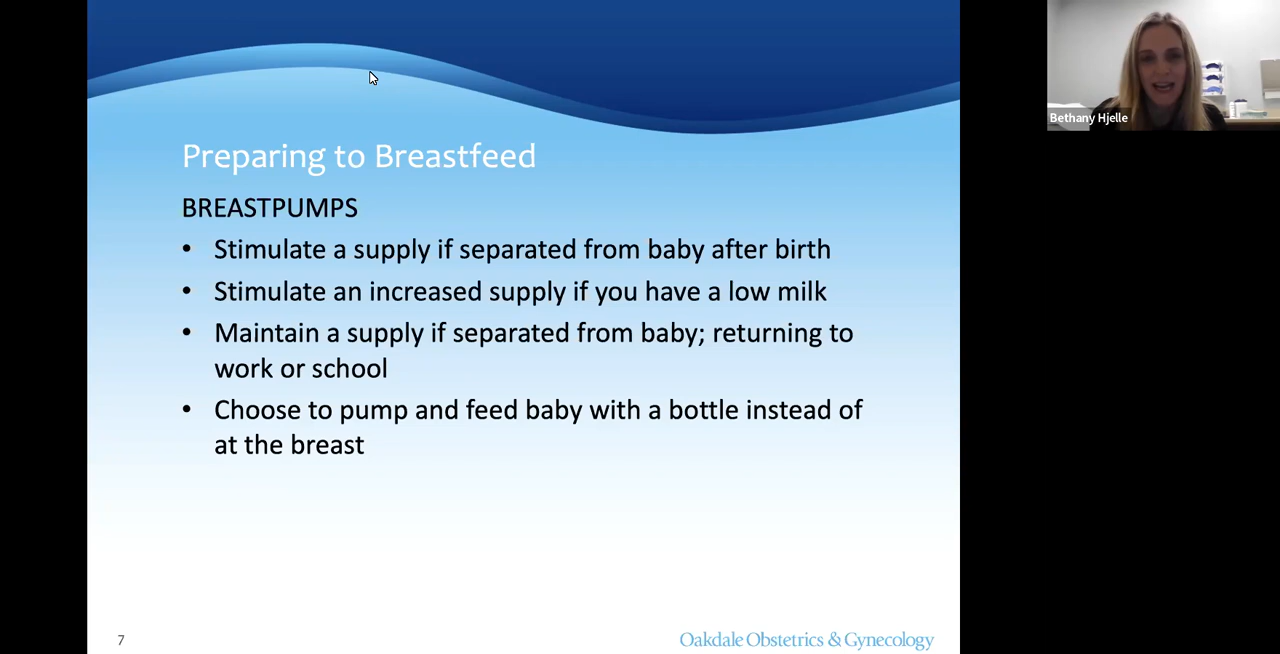 Preparing to Breastfeed
BREASTPUMPS
• Stimulate a supply if separated from baby after birth
• Stimulate an increased supply if you have a low milk
• Maintain a supply if separated from baby; returning to
work or school
• Choose to pump and feed baby with a bottle instead of
at the breast
7
Oakdale Obstetrics & Gynecology
Bethany Hjelle